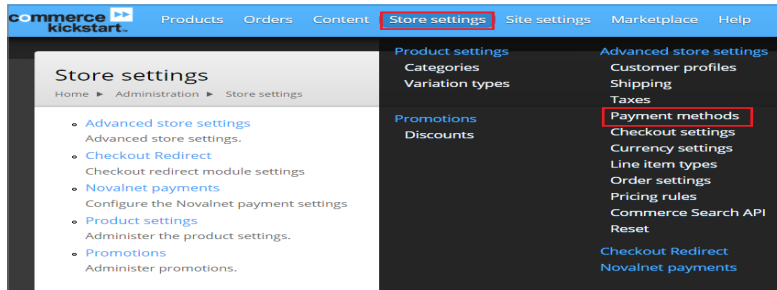 commerce kickstart. Products Orders Content Store settings Site settings Marketplace Help
Store settings
Home ► Administration ► Store settings
Advanced store settings
Advanced store settings.
Checkout Redirect
Checkout redirect module settings
Novalnet payments
Configure the Novalnet payment settings
Product settings
Administer the product settings.
Promotions
Administer promotions.
Product settings
Categories
Variation types
Promotions
Discounts
Advanced store settings
Customer profiles
Shipping
Taxes
Payment methods
Checkout settings
Currency settings
Line item types
Order settings
Pricing rules
Commerce Search API
Reset
Checkout Redirect
Novalnet payments